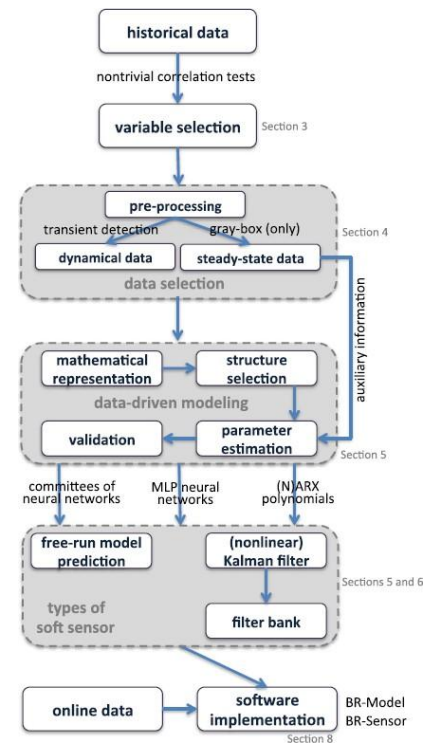 historical data
nontrivial correlation tests
variable selection
Section 3
pre-processing
transient detection
gray-box (only)
Section 4
dynamical data
steady-state data
data selection
auxiliary information
mathematical
representation
structure
selection
data-driven modeling
validation
parameter
estimation
Section 5
committees of
neural networks
MLP neural
networks
(N)ARX
polynomials
free-run model
prediction
(nonlinear)
Kalman filter
Sections 5 and 6
types of
soft sensor
filter bank
online data
software
implementation
BR-Model
BR-Sensor
Section 8